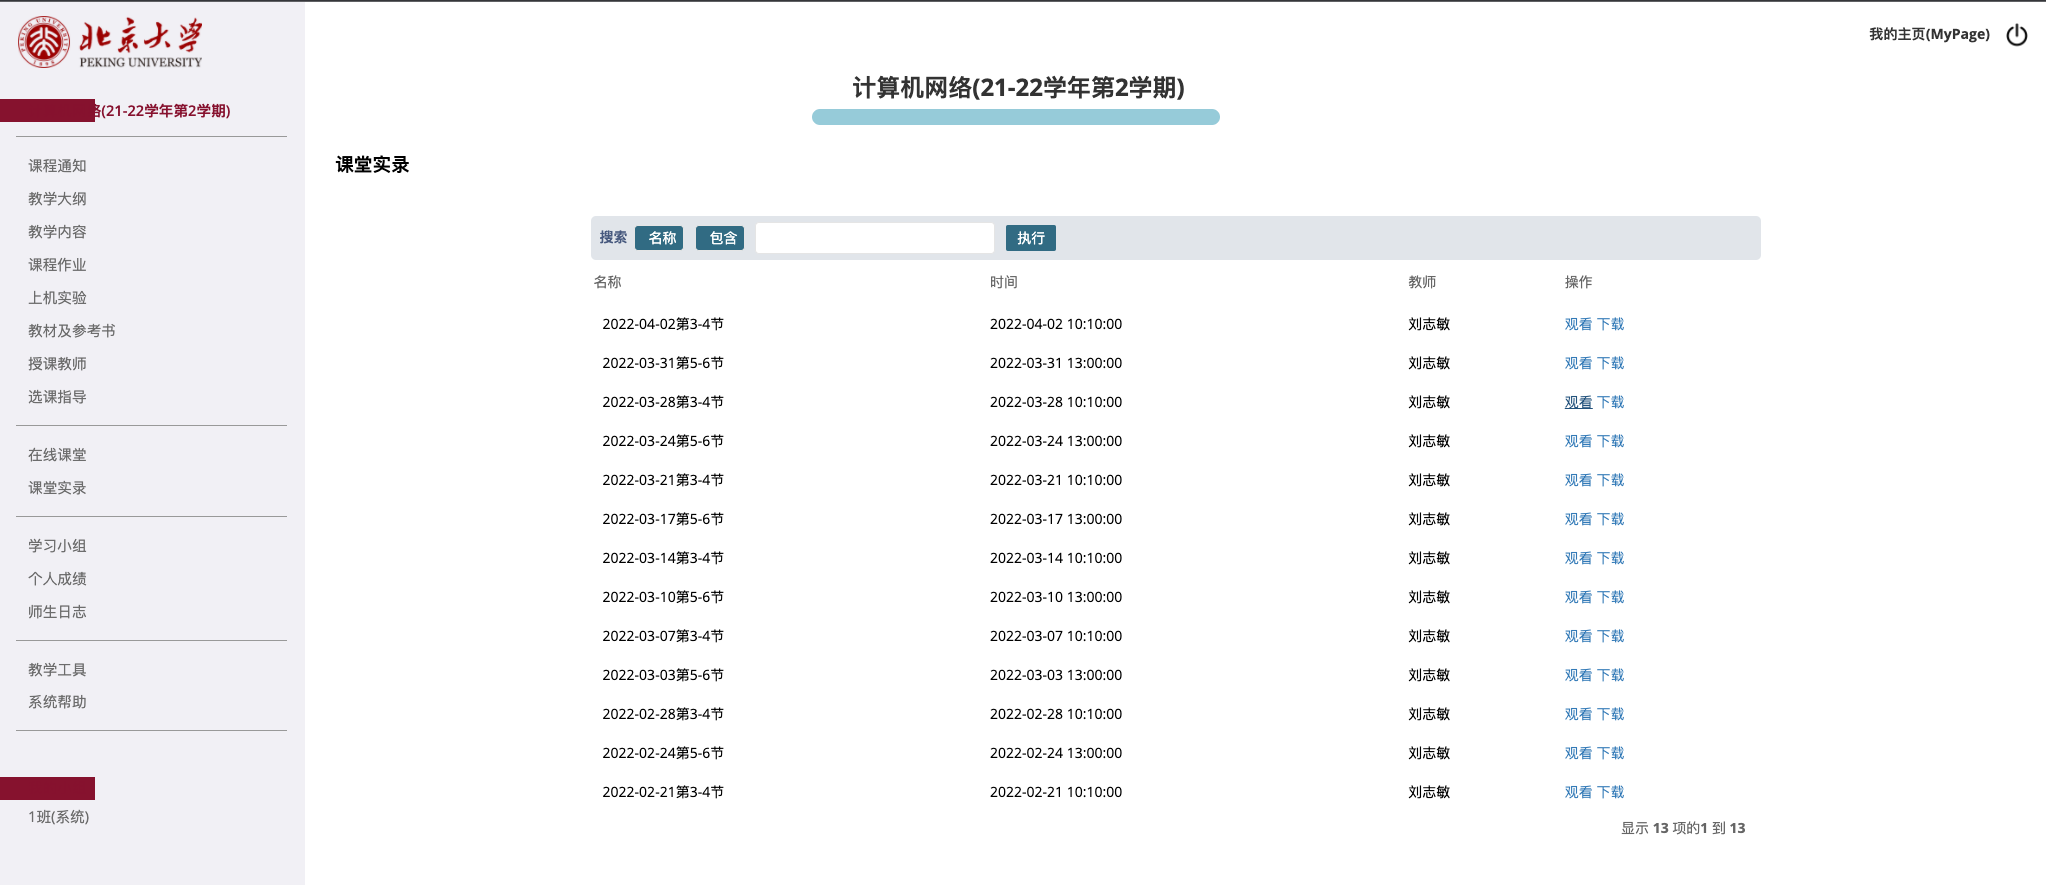 北京大学
PEKING UNIVERSITY
我的主页(MyPage)
计算机网络(21-22学年第2学期)
络(21-22学年第2学期)
课程通知
教学大纲
教学内容
课程作业
上机实验
教材及参考书
授课教师
选课指导
在线课堂
课堂实录
学习小组
个人成绩
师生日志
教学工具
系统帮助
1班(系统)
课堂实录
搜索 名称 包含 执行
名称 时间 教师 操作
2022-04-02第3-4节 2022-04-02 10:10:00 刘志敏 观看 下载
2022-03-31第5-6节 2022-03-31 13:00:00 刘志敏 观看 下载
2022-03-28第3-4节 2022-03-28 10:10:00 刘志敏 观看 下载
2022-03-24第5-6节 2022-03-24 13:00:00 刘志敏 观看 下载
2022-03-21第3-4节 2022-03-21 10:10:00 刘志敏 观看 下载
2022-03-17第5-6节 2022-03-17 13:00:00 刘志敏 观看 下载
2022-03-14第3-4节 2022-03-14 10:10:00 刘志敏 观看 下载
2022-03-10第5-6节 2022-03-10 13:00:00 刘志敏 观看 下载
2022-03-07第3-4节 2022-03-07 10:10:00 刘志敏 观看 下载
2022-03-03第5-6节 2022-03-03 13:00:00 刘志敏 观看 下载
2022-02-28第3-4节 2022-02-28 10:10:00 刘志敏 观看 下载
2022-02-24第5-6节 2022-02-24 13:00:00 刘志敏 观看 下载
2022-02-21第3-4节 2022-02-21 10:10:00 刘志敏 观看 下载
显示 13 项的1 到 13